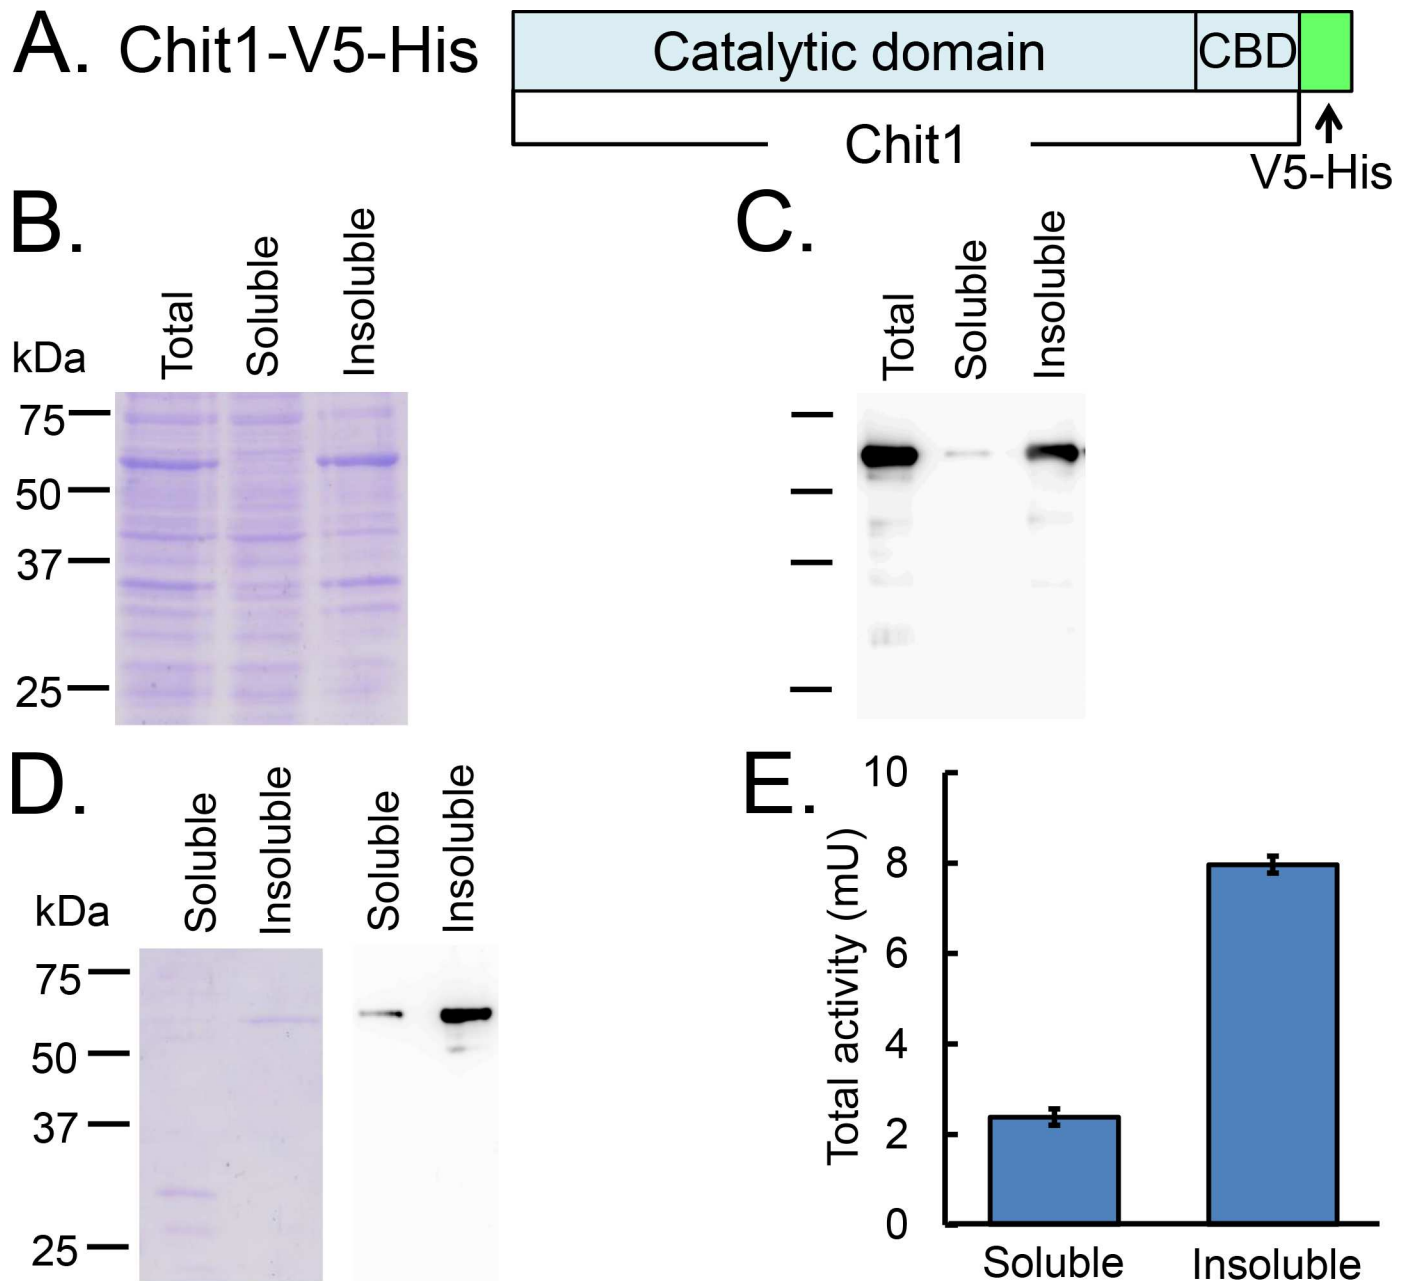 A. Chit1-V5-His
Catalytic domain
CBD
Chit1
V5-His
B.
kDa
Total
Soluble
Insoluble
75
50
37
25
C.
Total
Soluble
Insoluble
D.
kDa
Soluble
Insoluble
Soluble
Insoluble
75
50
37
25
E.
Total activity (mU)
10
8
6
4
2
0
Soluble
Insoluble